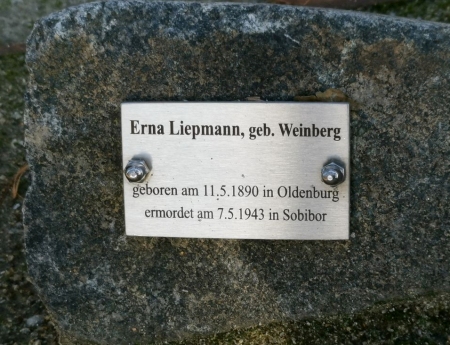 Erna Liepmann, geb. Weinberg
geboren am 11.5.1890 in Oldenburg
ermordet am 7.5.1943 in Sobibor